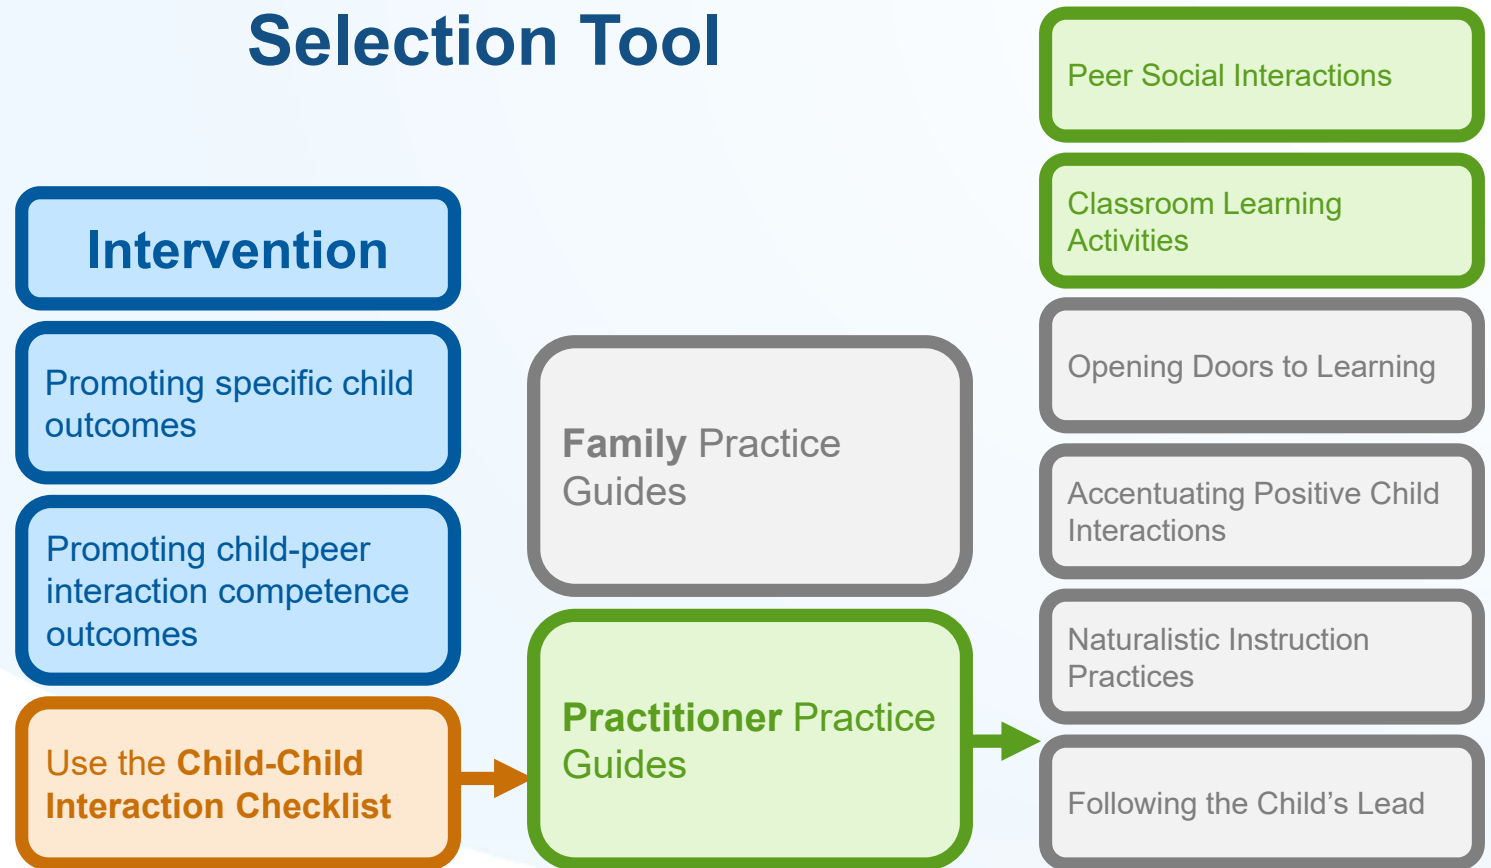 Selection Tool
Intervention
Promoting specific child
outcomes
Promoting child-peer
interaction competence
outcomes
Use the Child-Child
Interaction Checklist
Family Practice
Guides
Practitioner Practice
Guides
Peer Social Interactions
Classroom Learning
Activities
Opening Doors to Learning
Accentuating Positive Child
Interactions
Naturalistic Instruction
Practices
Following the Child’s Lead